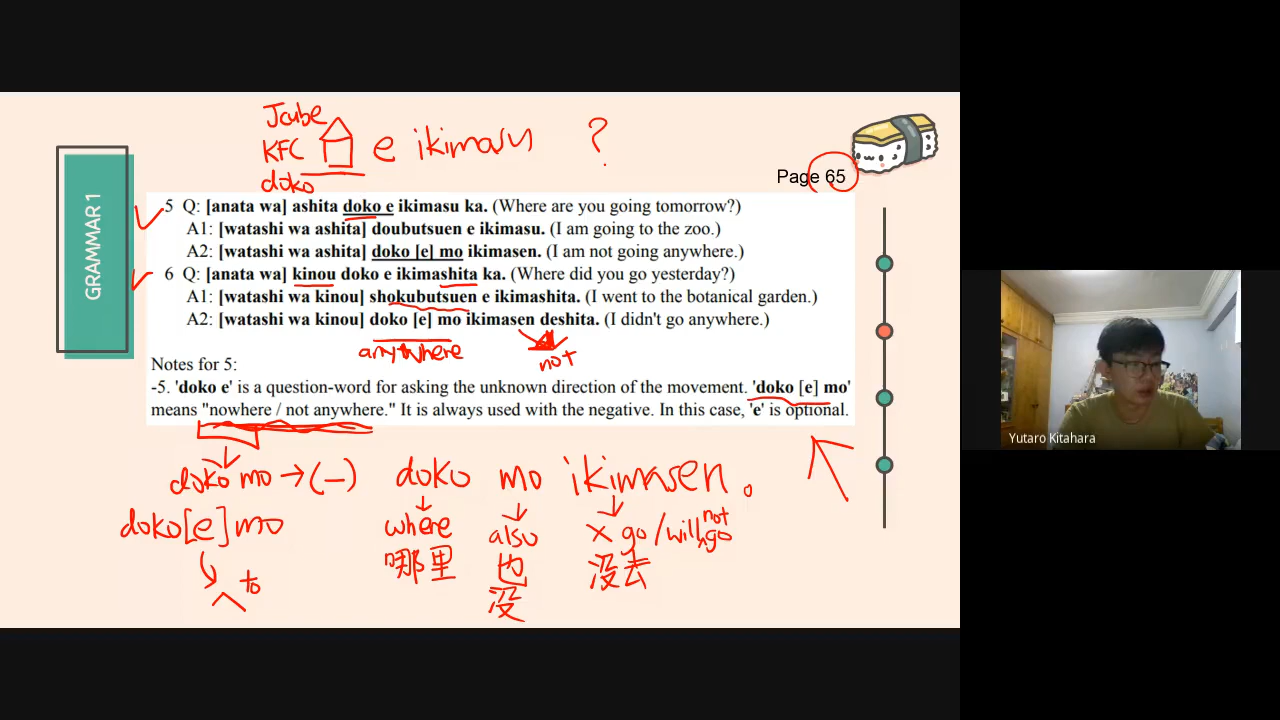 Jcube
KFC e ikimasu ?
doko
Page 65
GRAMMAR 1
5 Q: [anata wa] ashita doko e ikimasu ka. (Where are you going tomorrow?)
A1: [watashi wa ashita] doubutsuen e ikimasu. (I am going to the zoo.)
A2: [watashi wa ashita] doko [e] mo ikimasen. (I am not going anywhere.)
6 Q: [anata wa] kinou doko e ikimashita ka. (Where did you go yesterday?)
A1: [watashi wa kinou] shokubutsuen e ikimashita. (I went to the botanical garden.)
A2: [watashi wa kinou] doko [e] mo ikimasen deshita. (I didn't go anywhere.)
anywhere not
Notes for 5:
-5. 'doko e' is a question-word for asking the unknown direction of the movement. 'doko [e] mo'
means "nowhere / not anywhere." It is always used with the negative. In this case, 'e' is optional.
doko mo → (-) doko mo ikimasen。
doko[e]mo where also x go/will not go
哪里 也 没去
to
へ 没
Yutaro Kitahara